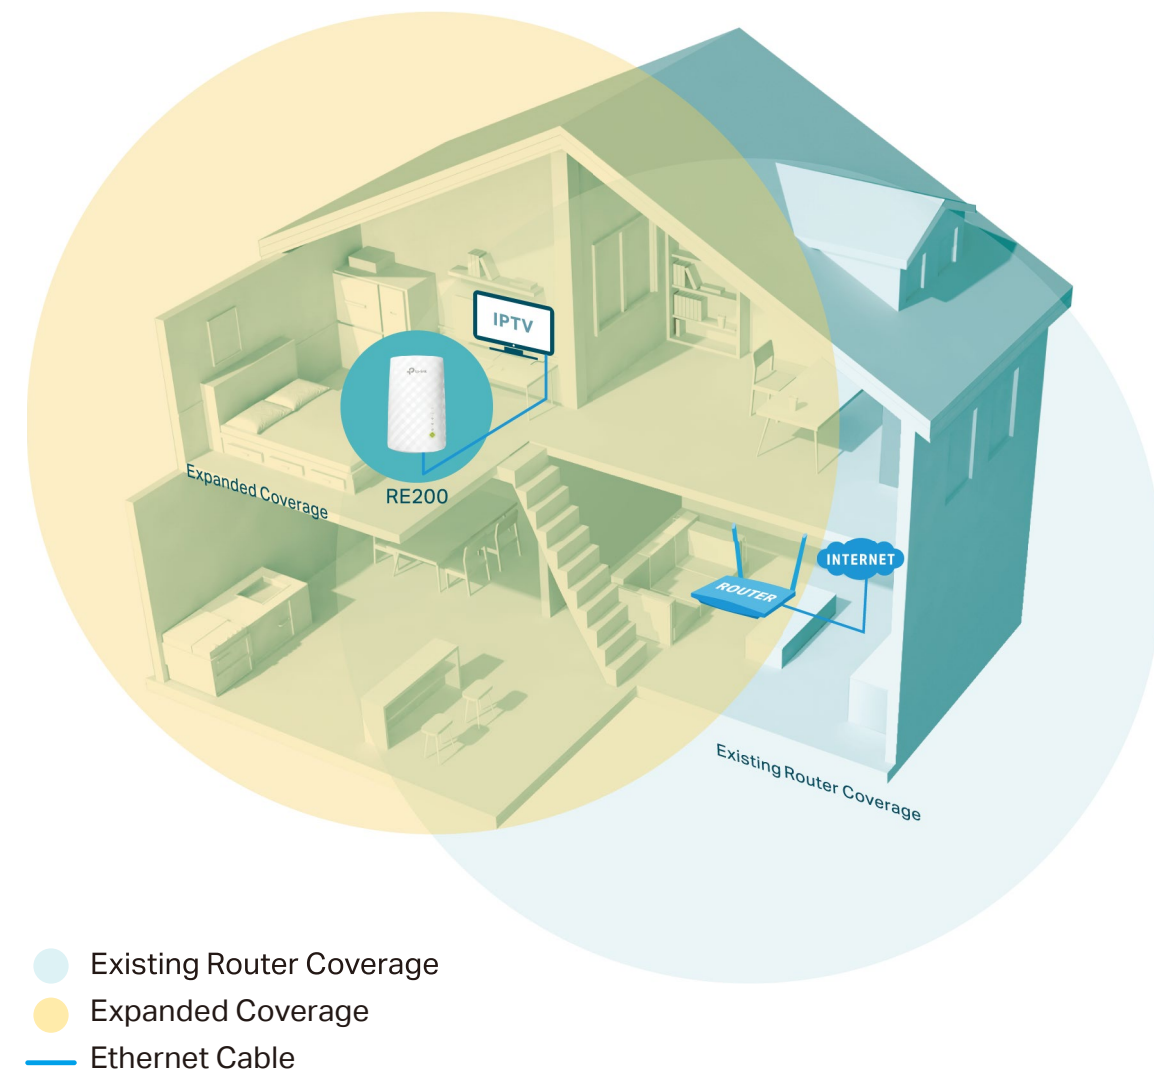 IPTV
Expanded Coverage
RE200
INTERNET
ROUTER
Existing Router Coverage
Existing Router Coverage
Expanded Coverage
Ethernet Cable